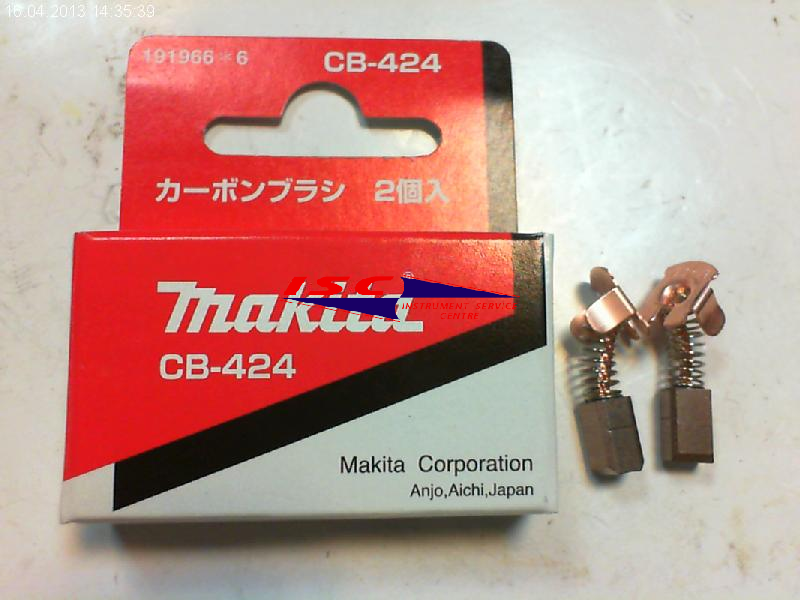 16.04.2013 14:35:39
191966*6 CB-424
カーボンブラシ 2個入
makita
ISC®
INSTRUMENT SERVICE
CENTRE
CB-424
Makita Corporation
Anjo,Aichi,Japan